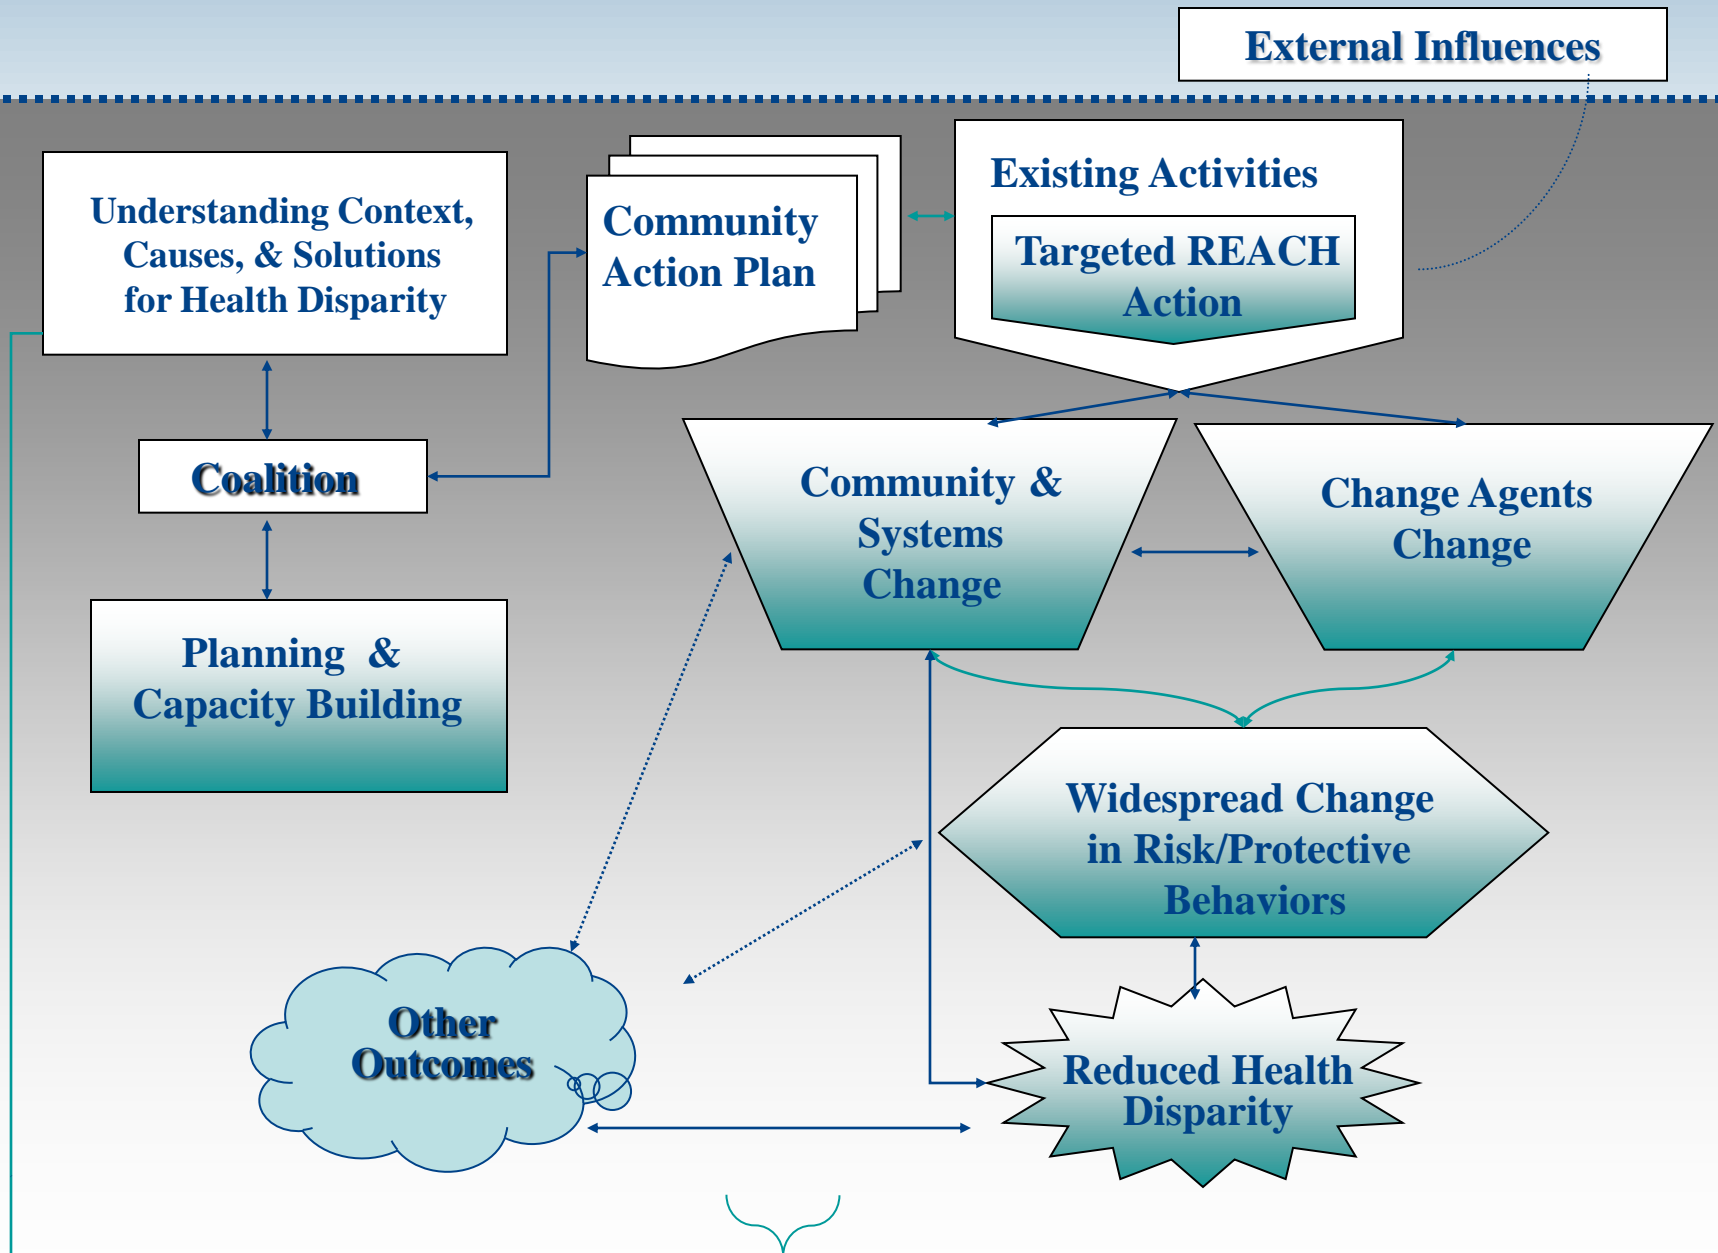 External Influences
Understanding Context,
Causes, & Solutions
for Health Disparity
Community
Action Plan
Existing Activities
Targeted REACH
Action
Coalition
Community &
Systems
Change
Change Agents
Change
Planning &
Capacity Building
Widespread Change
in Risk/Protective
Behaviors
Other
Outcomes
Reduced Health
Disparity